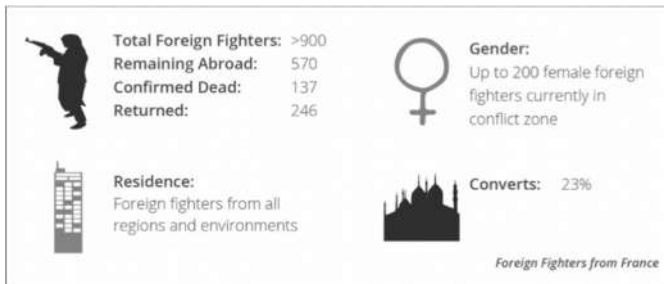 Total Foreign Fighters: >900
Remaining Abroad: 570
Confirmed Dead: 137
Returned: 246
Gender:
Up to 200 female foreign
fighters currently in
conflict zone
Residence:
Foreign fighters from all
regions and environments
Converts: 23%
Foreign Fighters from France